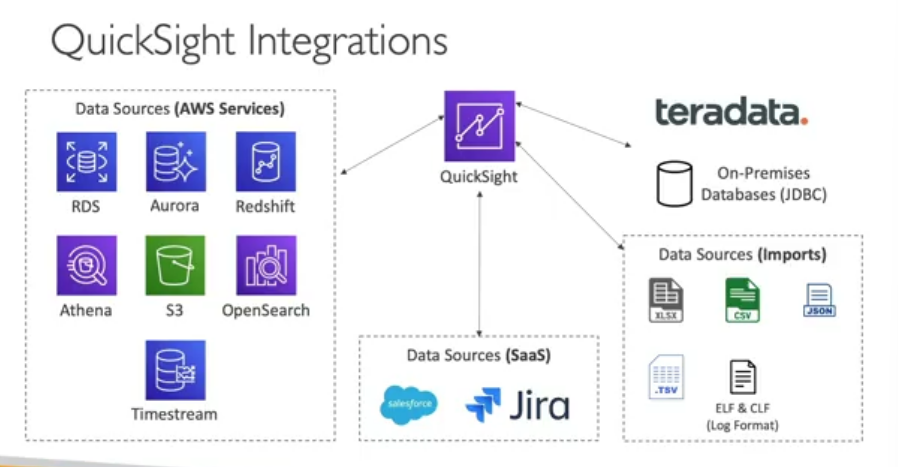 QuickSight Integrations
Data Sources (AWS Services)
RDS
Aurora
Redshift
Athena
S3
OpenSearch
Timestream
QuickSight
Data Sources (SaaS)
salesforce
Jira
teradata.
On-Premises
Databases (JDBC)
Data Sources (Imports)
XLSX
CSV
JSON
.TSV
ELF & CLF
(Log Format)